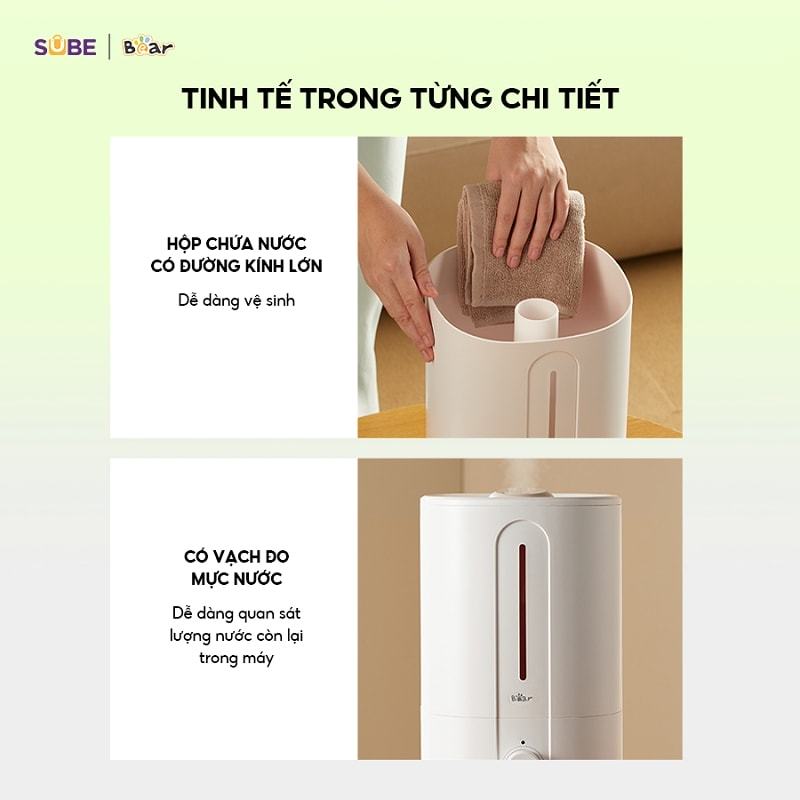 SUBE | Bear
TINH TẾ TRONG TỪNG CHI TIẾT
HỘP CHỨA NƯỚC
CÓ ĐƯỜNG KÍNH LỚN
Dễ dàng vệ sinh
CÓ VẠCH ĐO
MỰC NƯỚC
Dễ dàng quan sát
lượng nước còn lại
trong máy
Bear